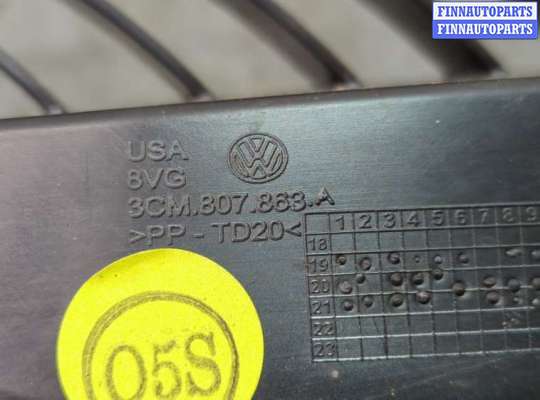 FINNAUTOPARTS
FINNAUTOPARTS
USA
8VG
3CM.807.863.A
>PP-TD20<
1 2 3 4 5 6 7 8 9
18
19
20
21
22
23
05S